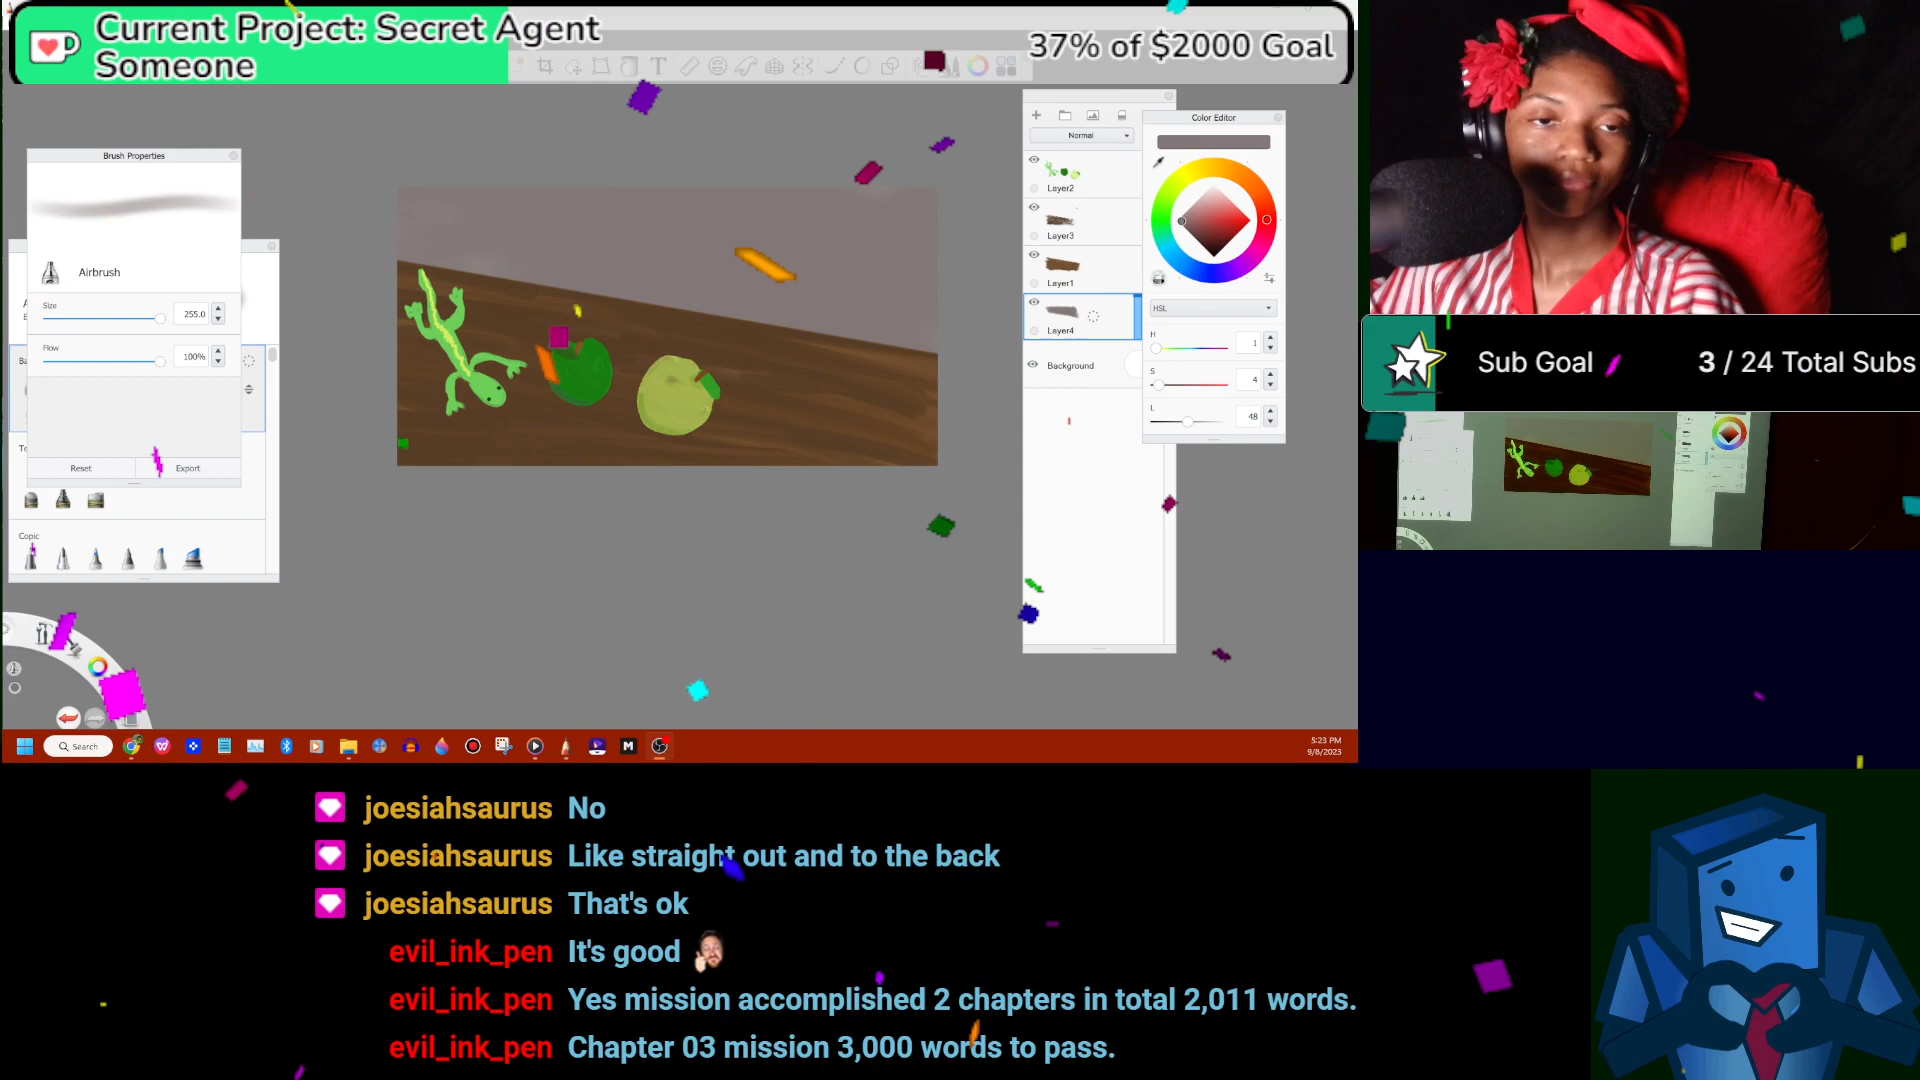 Current Project: Secret Agent
Someone
37% of $2000 Goal
Brush Properties
Airbrush
Size
255.0
Flow
100%
Reset
Export
Copic
Normal
Layer2
Layer3
Layer1
Layer4
Background
Color Editor
HSL
H
1
S
4
L
48
Search
5:23 PM
9/8/2023
Sub Goal
3 / 24 Total Subs
joesiahsaurus No
joesiahsaurus Like straight out and to the back
joesiahsaurus That's ok
evil_ink_pen It's good
evil_ink_pen Yes mission accomplished 2 chapters in total 2,011 words.
evil_ink_pen Chapter 03 mission 3,000 words to pass.